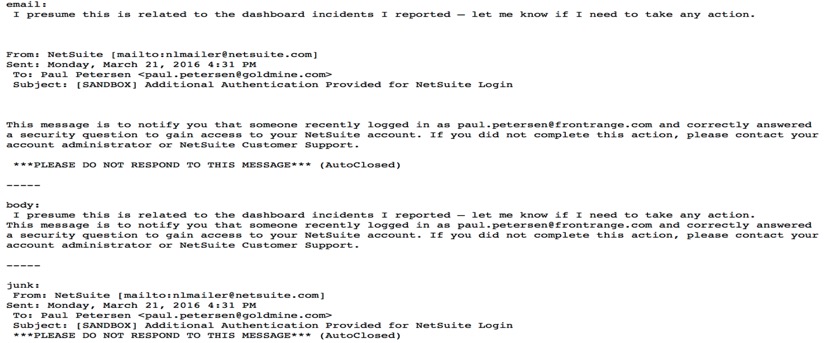 email:
I presume this is related to the dashboard incidents I reported – let me know if I need to take any action.
From: NetSuite [mailto:nlmailer@netsuite.com]
Sent: Monday, March 21, 2016 4:31 PM
To: Paul Petersen <paul.petersen@goldmine.com>
Subject: [SANDBOX] Additional Authentication Provided for NetSuite Login
This message is to notify you that someone recently logged in as paul.petersen@frontrange.com and correctly answered
a security question to gain access to your NetSuite account. If you did not complete this action, please contact your
account administrator or NetSuite Customer Support.
***PLEASE DO NOT RESPOND TO THIS MESSAGE*** (AutoClosed)
-----
body:
I presume this is related to the dashboard incidents I reported – let me know if I need to take any action.
This message is to notify you that someone recently logged in as paul.petersen@frontrange.com and correctly answered
a security question to gain access to your NetSuite account. If you did not complete this action, please contact your
account administrator or NetSuite Customer Support.
-----
junk:
From: NetSuite [mailto:nlmailer@netsuite.com]
Sent: Monday, March 21, 2016 4:31 PM
To: Paul Petersen <paul.petersen@goldmine.com>
Subject: [SANDBOX] Additional Authentication Provided for NetSuite Login
***PLEASE DO NOT RESPOND TO THIS MESSAGE*** (AutoClosed)